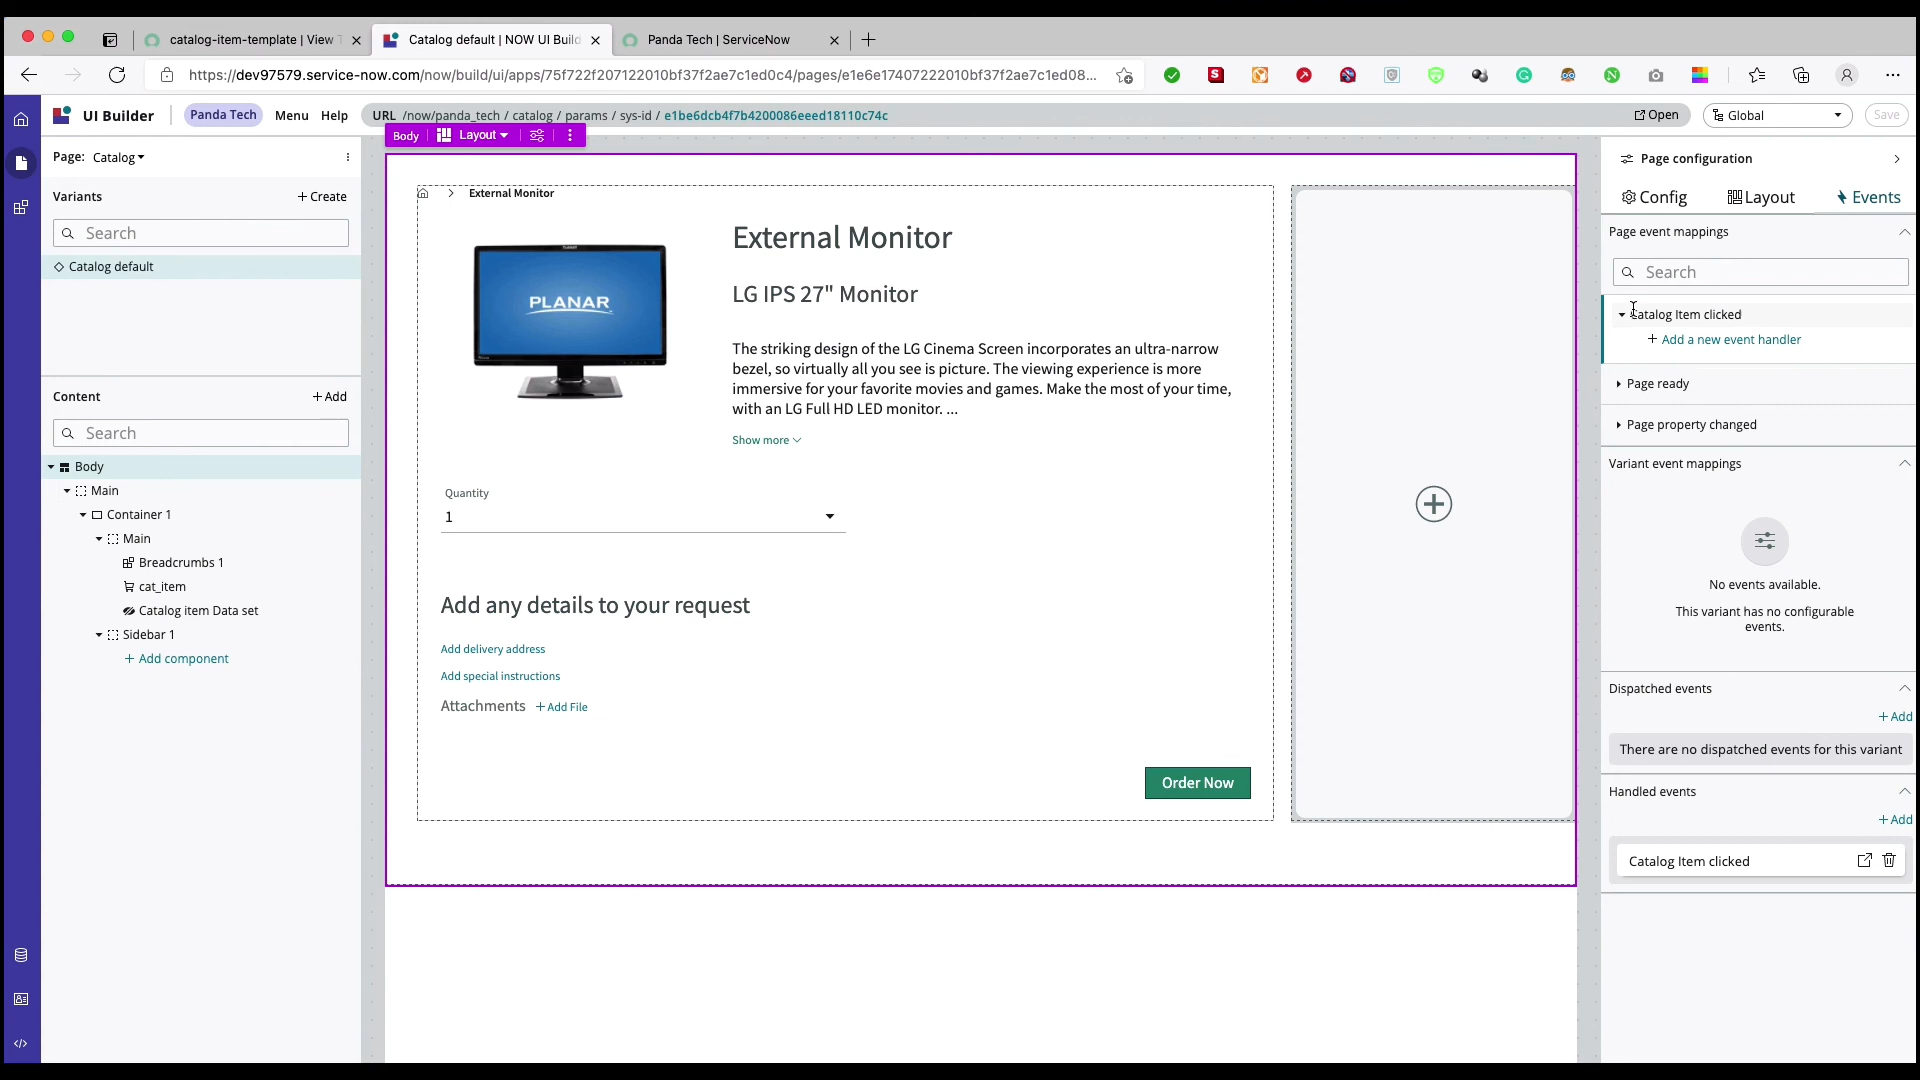 catalog-item-template | View T
Catalog default | NOW UI Build
Panda Tech | ServiceNow
https://dev97579.service-now.com/now/build/ui/apps/75f722f207122010bf37f2ae7c1ed0c4/pages/e1e6e17407222010bf37f2ae7c1ed08...
UI Builder
Panda Tech
Menu
Help
URL /now/panda_tech / catalog / params / sys-id / e1be6dcb4f7b4200086eeed18110c74c
Open
Global
Save
Page: Catalog
Variants
+ Create
Search
Catalog default
Content
+ Add
Search
Body
Main
Container 1
Main
Breadcrumbs 1
cat_item
Catalog item Data set
Sidebar 1
+ Add component
Body
Layout
External Monitor
External Monitor
LG IPS 27" Monitor
PLANAR
The striking design of the LG Cinema Screen incorporates an ultra-narrow
bezel, so virtually all you see is picture. The viewing experience is more
immersive for your favorite movies and games. Make the most of your time,
with an LG Full HD LED monitor. ...
Show more
Quantity
1
Add any details to your request
Add delivery address
Add special instructions
Attachments + Add File
Order Now
Page configuration
Config
Layout
Events
Page event mappings
Search
Catalog Item clicked
+ Add a new event handler
Page ready
Page property changed
Variant event mappings
No events available.
This variant has no configurable
events.
Dispatched events
+ Add
There are no dispatched events for this variant
Handled events
+ Add
Catalog Item clicked